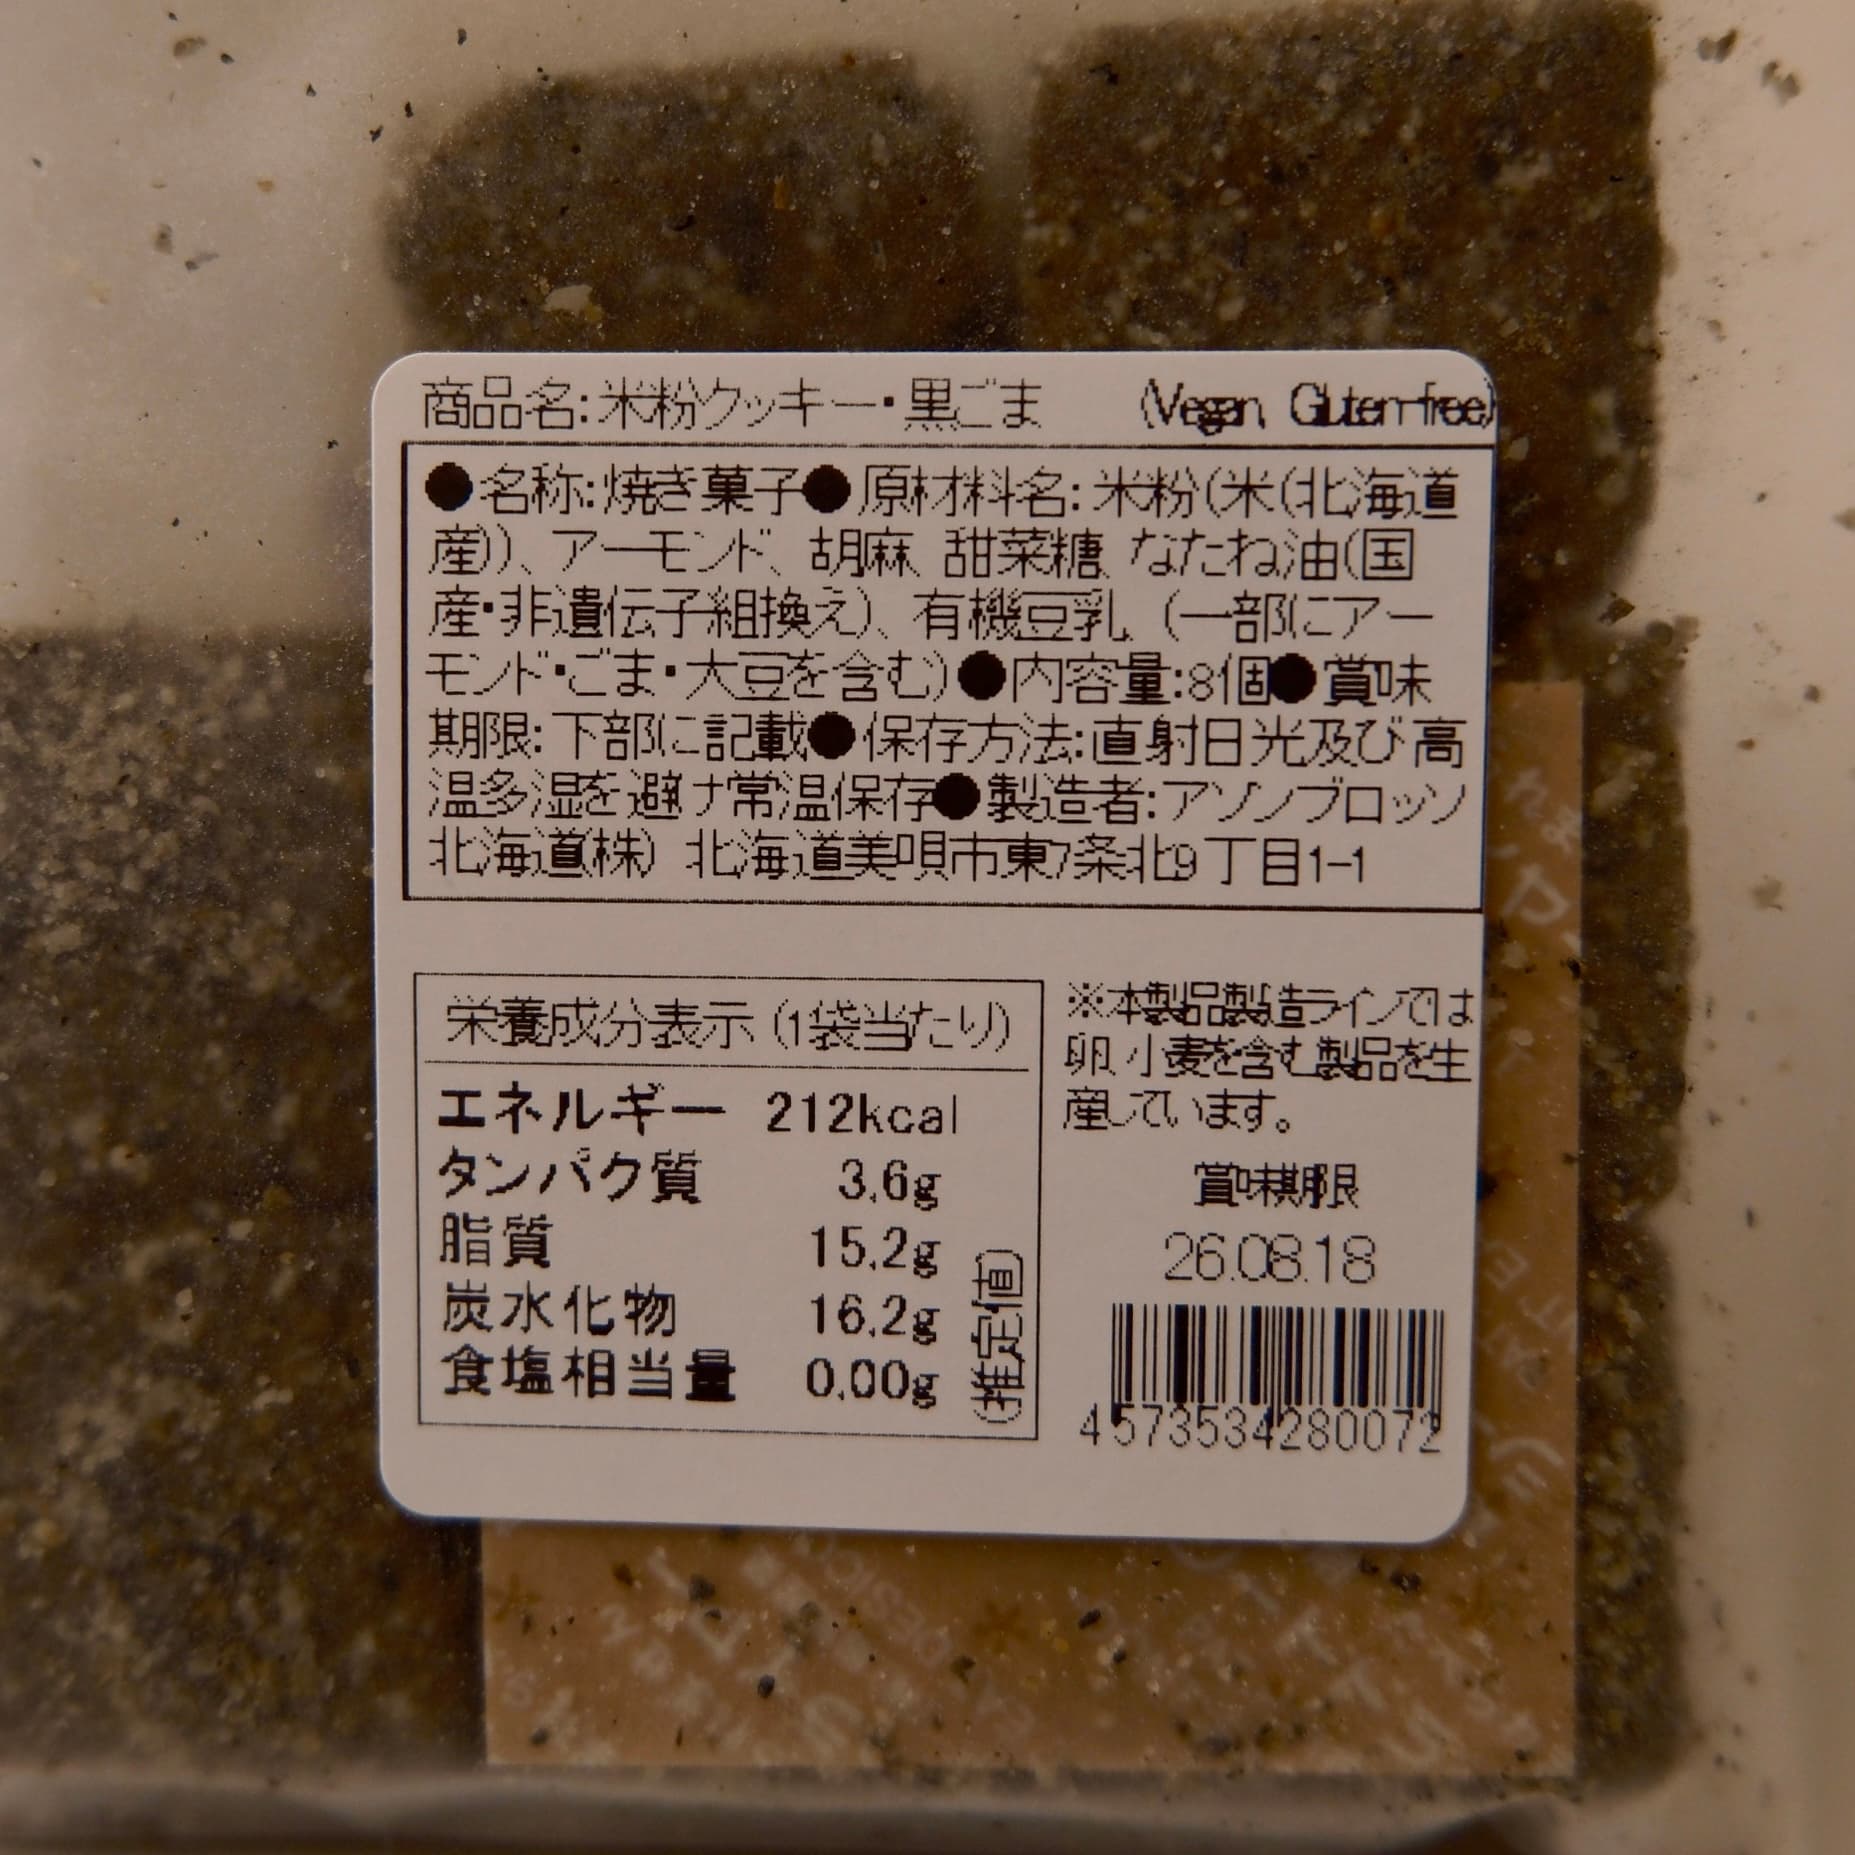 商品名:米粉クッキー・黒ごま (Vegan, Gluten-free)
●名称:焼き菓子●原材料名:米粉(米(北海道
産))、アーモンド、胡麻、甜菜糖、なたね油(国
産・非遺伝子組換え)、有機豆乳、(一部にアー
モンド・ごま・大豆を含む)●内容量:8個●賞味
期限:下部に記載●保存方法:直射日光及び高
温多湿を避け常温保存●製造者:アソンブロッソ
北海道(株) 北海道美唄市東7条北9丁目1-1
栄養成分表示(1袋当たり)
エネルギー 212kcal
タンパク質 3.6g
脂質 15.2g
炭水化物 16.2g
食塩相当量 0.00g
(推定値)
※本製品製造ラインでは
卵、小麦を含む製品を生
産しています。
賞味期限
26.08.18
4573534280072